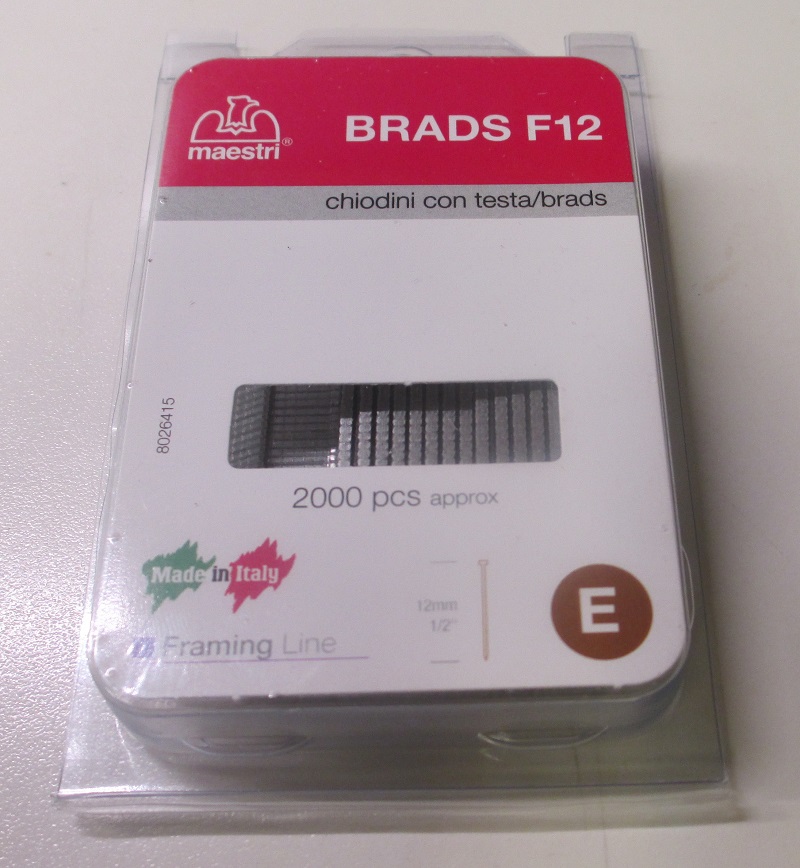 maestri®
BRADS F12
chiodini con testa/brads
8026415
2000 pcs approx
Made in Italy
12mm
1/2"
E
Framing Line